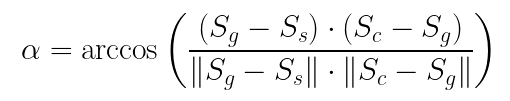 α = arccos( (S_g − S_s) · (S_c − S_g) / ‖S_g − S_s‖ · ‖S_c − S_g‖ )